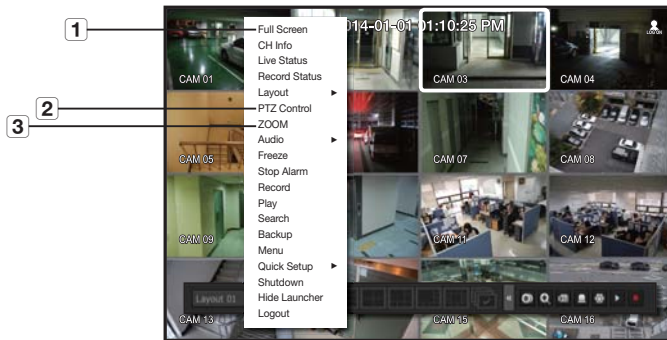 1
2
3
014-01-01 01:10:25 PM
LOG ON
Full Screen
CH Info
Live Status
Record Status
Layout
PTZ Control
ZOOM
Audio
Freeze
Stop Alarm
Record
Play
Search
Backup
Menu
Quick Setup
Shutdown
Hide Launcher
Logout
CAM 01
CAM 03
CAM 04
CAM 05
CAM 07
CAM 08
CAM 09
CAM 11
CAM 12
Layout 01
CAM 13
CAM 15
CAM 16